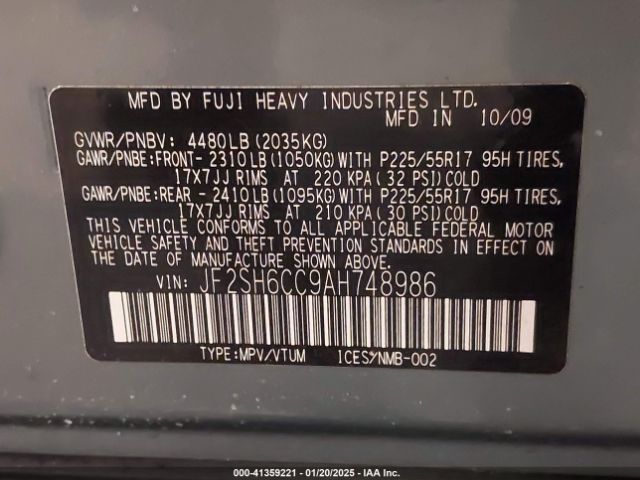 MFD BY FUJI HEAVY INDUSTRIES LTD.
MFD IN 10/09
GVWR/PNBV: 4480LB(2035KG)
GAWR/PNBE:FRONT- 2310LB(1050KG)WITH P225/55R17 95H TIRES,
17X7JJ RIMS AT 220 KPA(32 PSI)COLD
GAWR/PNBE:REAR - 2410LB(1095KG)WITH P225/55R17 95H TIRES,
17X7JJ RIMS AT 210 KPA(30 PSI)COLD
THIS VEHICLE CONFORMS TO ALL APPLICABLE FEDERAL MOTOR
VEHICLE SAFETY AND THEFT PREVENTION STANDARDS IN EFFECT ON
THE DATE OF MANUFACTURE SHOWN ABOVE
VIN: JF2SH6CC9AH748986
TYPE:MPV/VTUM 1CES%NMB-002
000-41359221 - 01/20/2025 - IAA Inc.